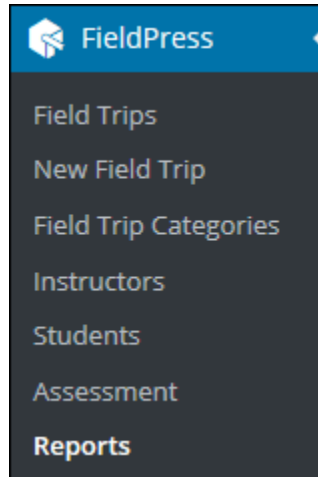 FieldPress
Field Trips
New Field Trip
Field Trip Categories
Instructors
Students
Assessment
Reports